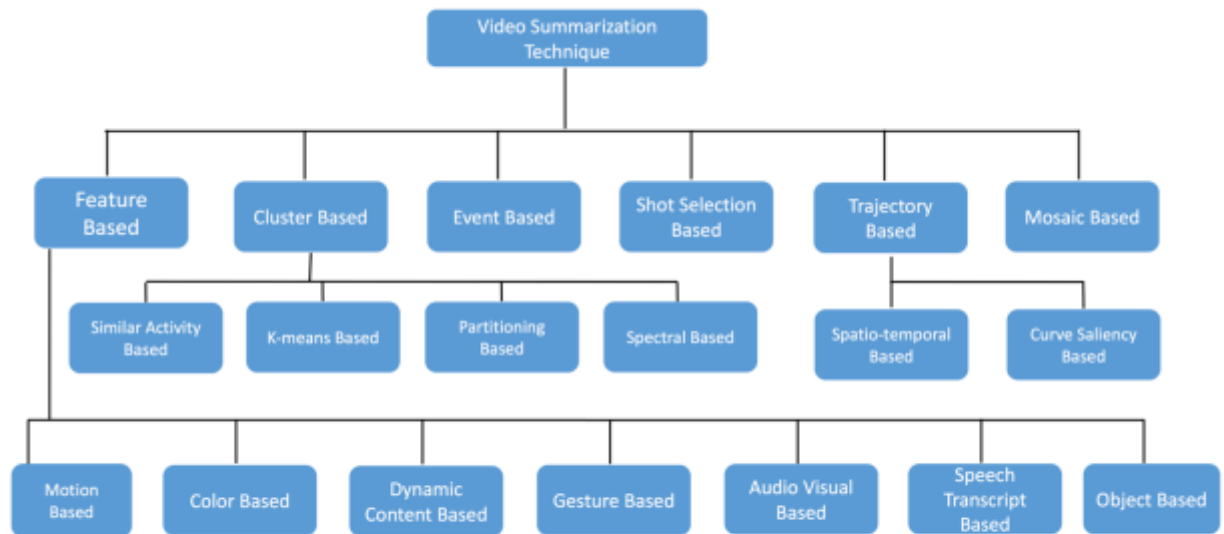 Video Summarization
Technique
Feature
Based
Cluster Based
Event Based
Shot Selection
Based
Trajectory
Based
Mosaic Based
Similar Activity
Based
K-means Based
Partitioning
Based
Spectral Based
Spatio-temporal
Based
Curve Saliency
Based
Motion
Based
Color Based
Dynamic
Content Based
Gesture Based
Audio Visual
Based
Speech
Transcript
Based
Object Based